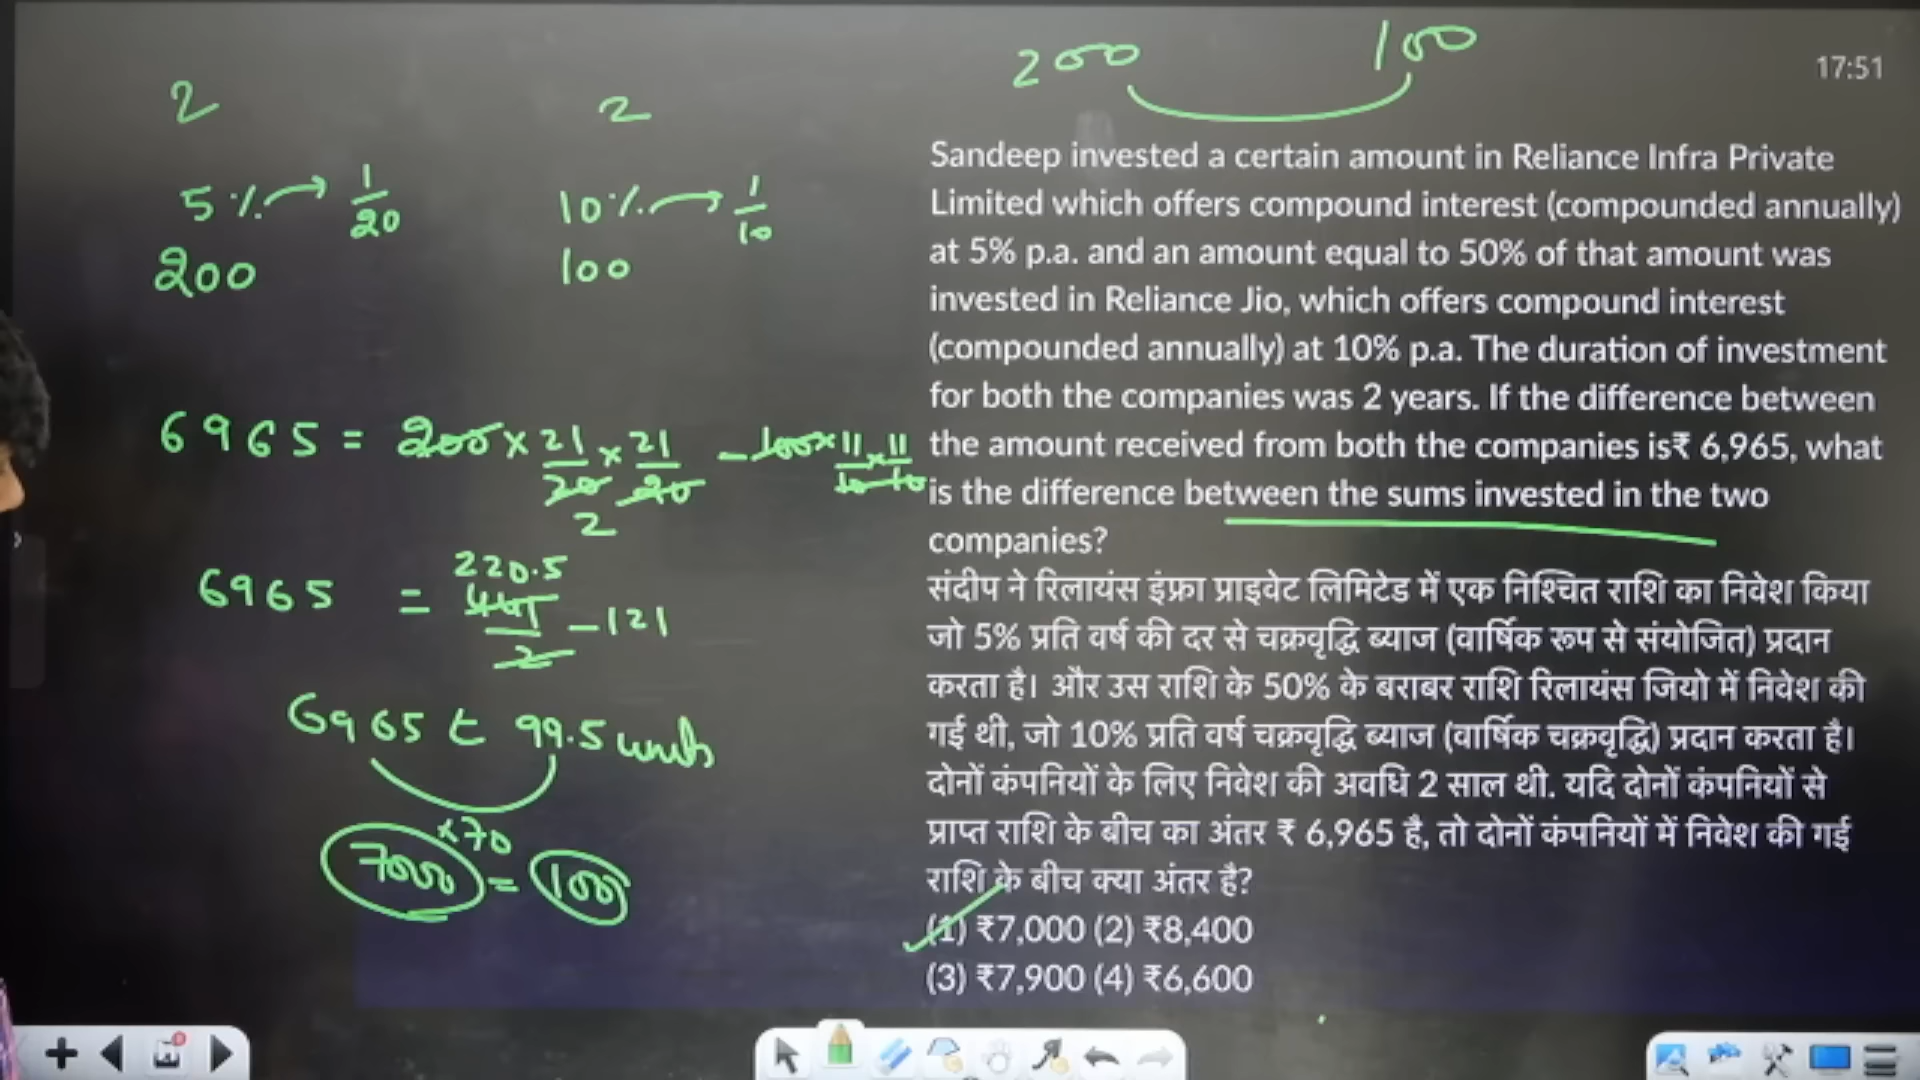 200 100
17:51
2 2
5% → 1/20 10% → 1/10
200 100
6965 = 200 × 21/20 × 21/20 - 100 × 11/10 × 11/10
2
220.5
6965 = 441/2 - 121
6965 = 99.5 units
×70
7000 = 100
Sandeep invested a certain amount in Reliance Infra Private
Limited which offers compound interest (compounded annually)
at 5% p.a. and an amount equal to 50% of that amount was
invested in Reliance Jio, which offers compound interest
(compounded annually) at 10% p.a. The duration of investment
for both the companies was 2 years. If the difference between
the amount received from both the companies is₹ 6,965, what
is the difference between the sums invested in the two
companies?
संदीप ने रिलायंस इंफ्रा प्राइवेट लिमिटेड में एक निश्चित राशि का निवेश किया
जो 5% प्रति वर्ष की दर से चक्रवृद्धि ब्याज (वार्षिक रूप से संयोजित) प्रदान
करता है। और उस राशि के 50% के बराबर राशि रिलायंस जियो में निवेश की
गई थी, जो 10% प्रति वर्ष चक्रवृद्धि ब्याज (वार्षिक चक्रवृद्धि) प्रदान करता है।
दोनों कंपनियों के लिए निवेश की अवधि 2 साल थी. यदि दोनों कंपनियों से
प्राप्त राशि के बीच का अंतर ₹ 6,965 है, तो दोनों कंपनियों में निवेश की गई
राशि के बीच क्या अंतर है?
(1) ₹7,000 (2) ₹8,400
(3) ₹7,900 (4) ₹6,600